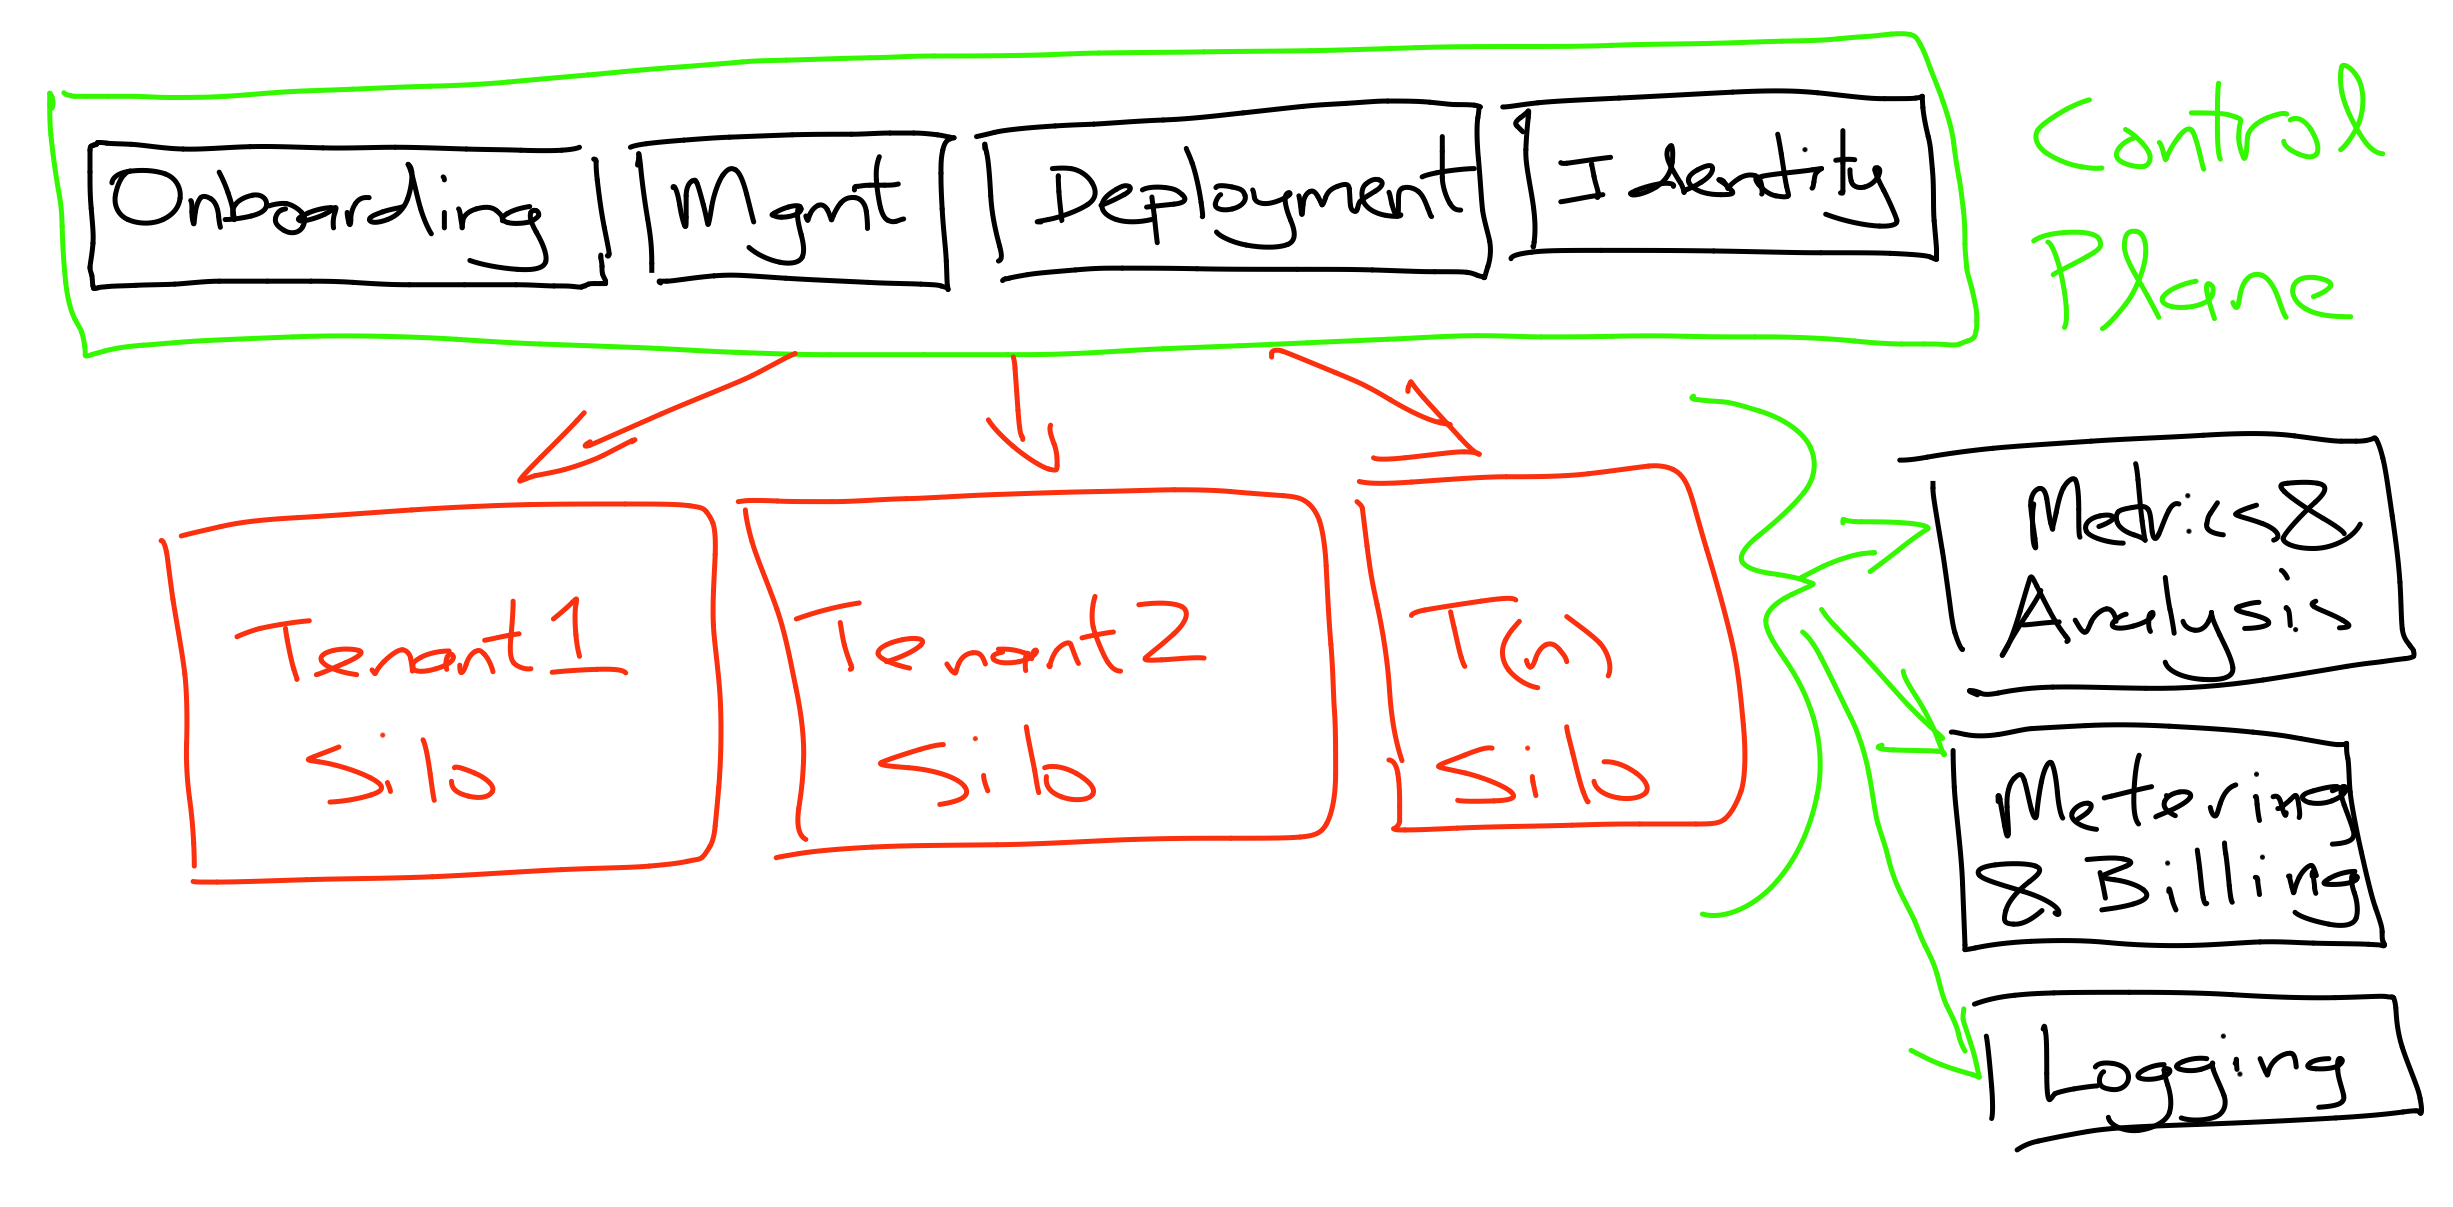 Onboarding
Mgmt
Deployment
Identity
Control
Plane
Tenant 1
Silo
Tenant 2
Silo
T(n)
Silo
Metrics &
Analysis
Metering
& Billing
Logging